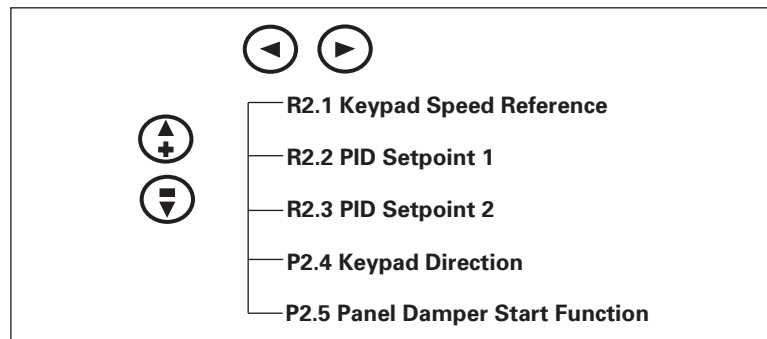 R2.1 Keypad Speed Reference
R2.2 PID Setpoint 1
R2.3 PID Setpoint 2
P2.4 Keypad Direction
P2.5 Panel Damper Start Function